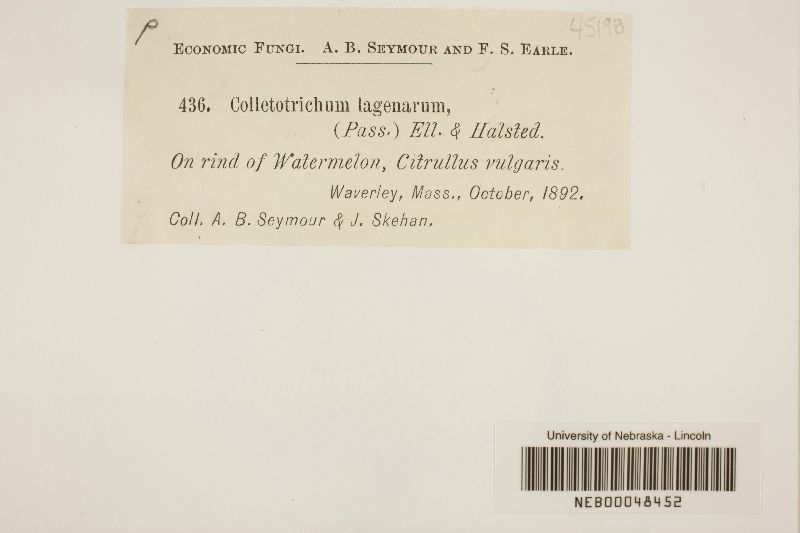 P
45198
ECONOMIC FUNGI. A. B. SEYMOUR AND F. S. EARLE.
436. Colletotrichum lagenarum,
(Pass.) Ell. & Halsted.
On rind of Watermelon, Citrullus vulgaris.
Waverley, Mass., October, 1892.
Coll. A. B. Seymour & J. Skehan.
University of Nebraska - Lincoln
NEB00048452